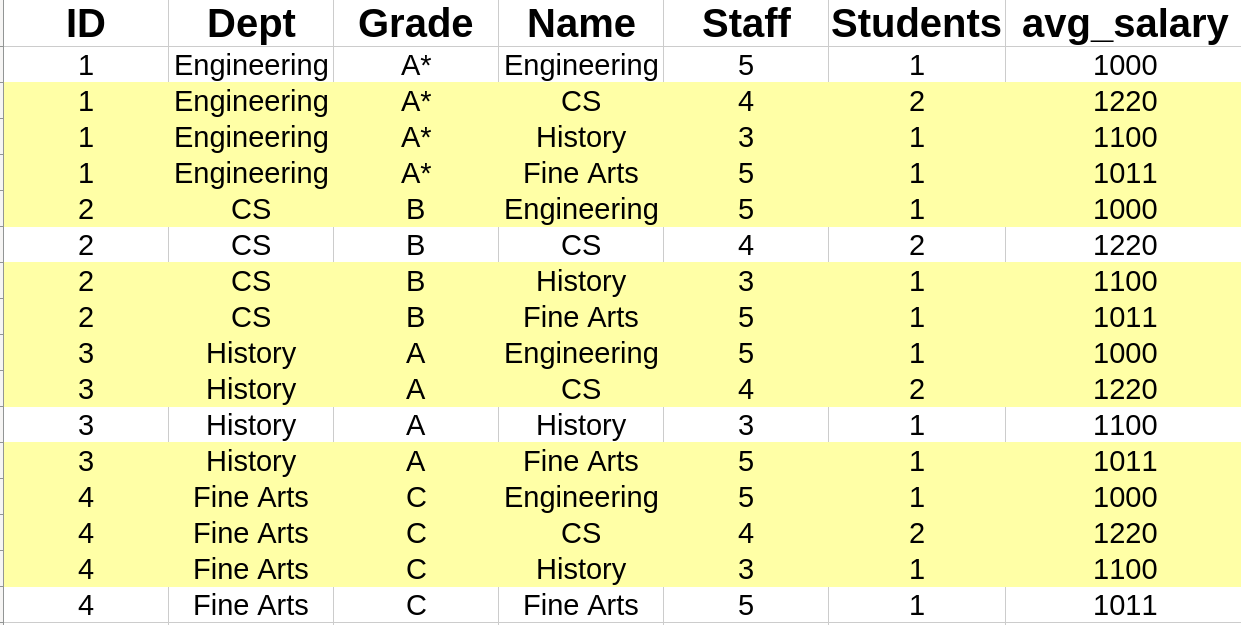 ID Dept Grade Name Staff Students avg_salary
1 Engineering A* Engineering 5 1 1000
1 Engineering A* CS 4 2 1220
1 Engineering A* History 3 1 1100
1 Engineering A* Fine Arts 5 1 1011
2 CS B Engineering 5 1 1000
2 CS B CS 4 2 1220
2 CS B History 3 1 1100
2 CS B Fine Arts 5 1 1011
3 History A Engineering 5 1 1000
3 History A CS 4 2 1220
3 History A History 3 1 1100
3 History A Fine Arts 5 1 1011
4 Fine Arts C Engineering 5 1 1000
4 Fine Arts C CS 4 2 1220
4 Fine Arts C History 3 1 1100
4 Fine Arts C Fine Arts 5 1 1011